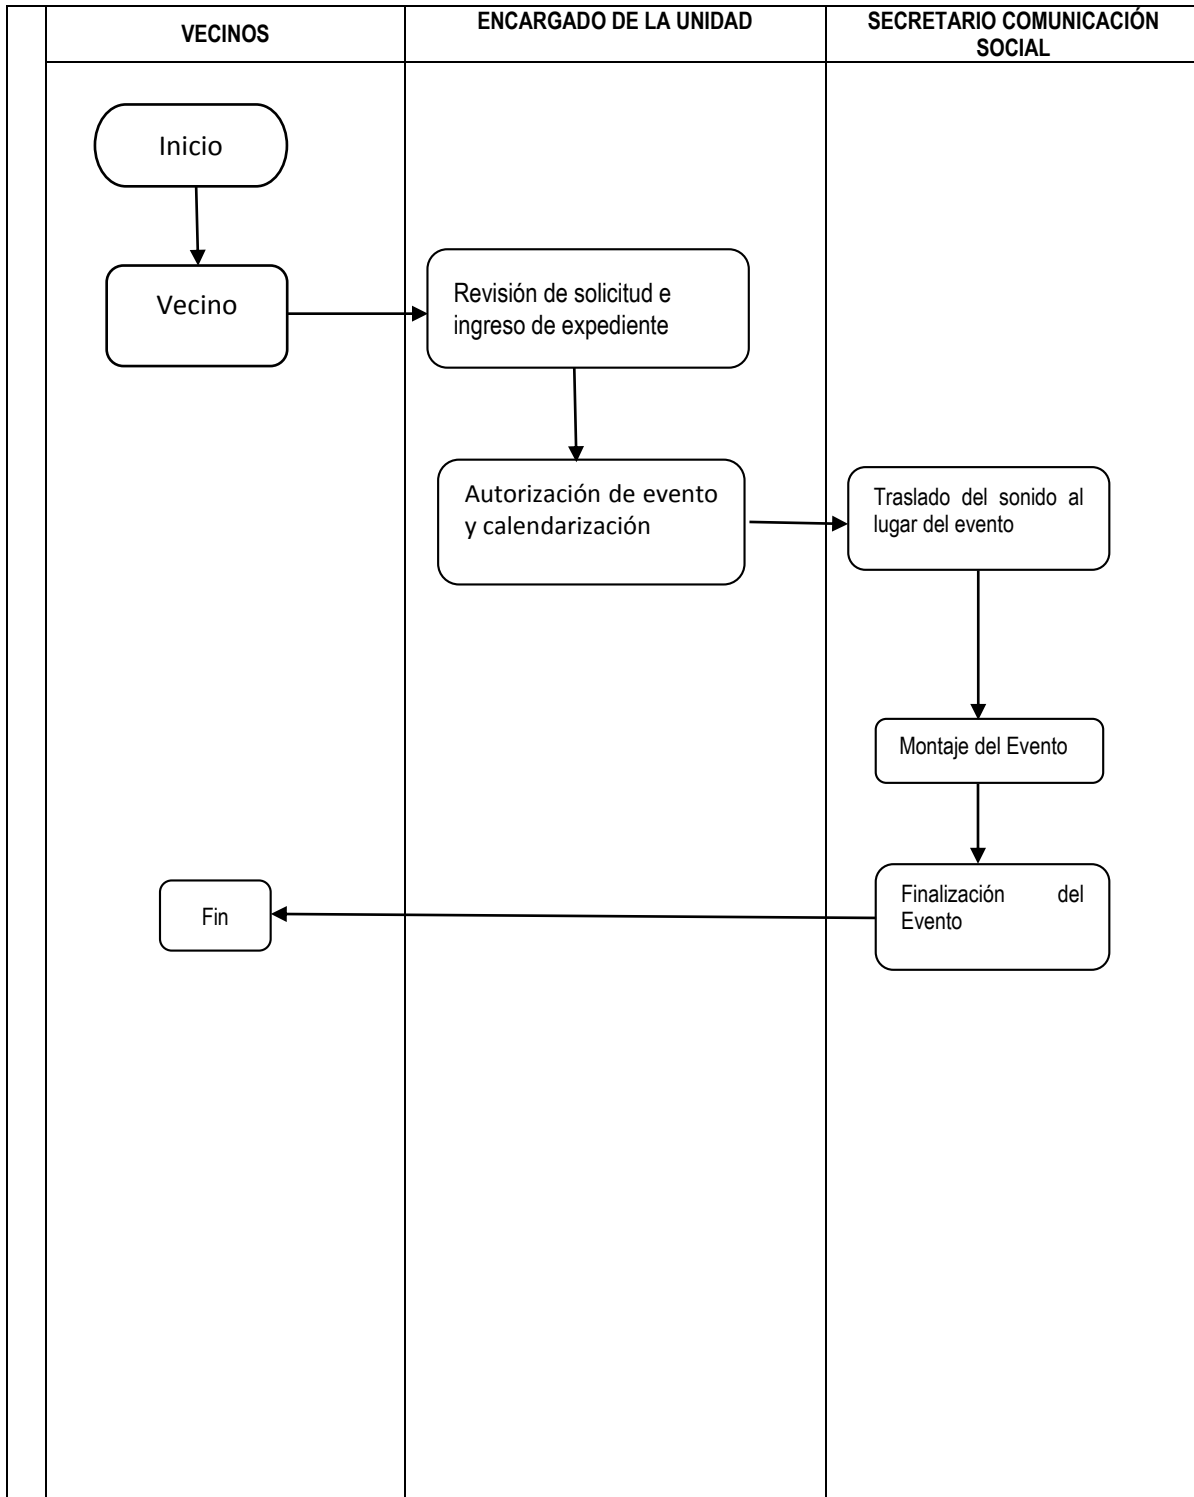 VECINOS
ENCARGADO DE LA UNIDAD
SECRETARIO COMUNICACIÓN
SOCIAL
Inicio
Vecino
Revisión de solicitud e
ingreso de expediente
Autorización de evento
y calendarización
Traslado del sonido al
lugar del evento
Montaje del Evento
Finalización del
Evento
Fin